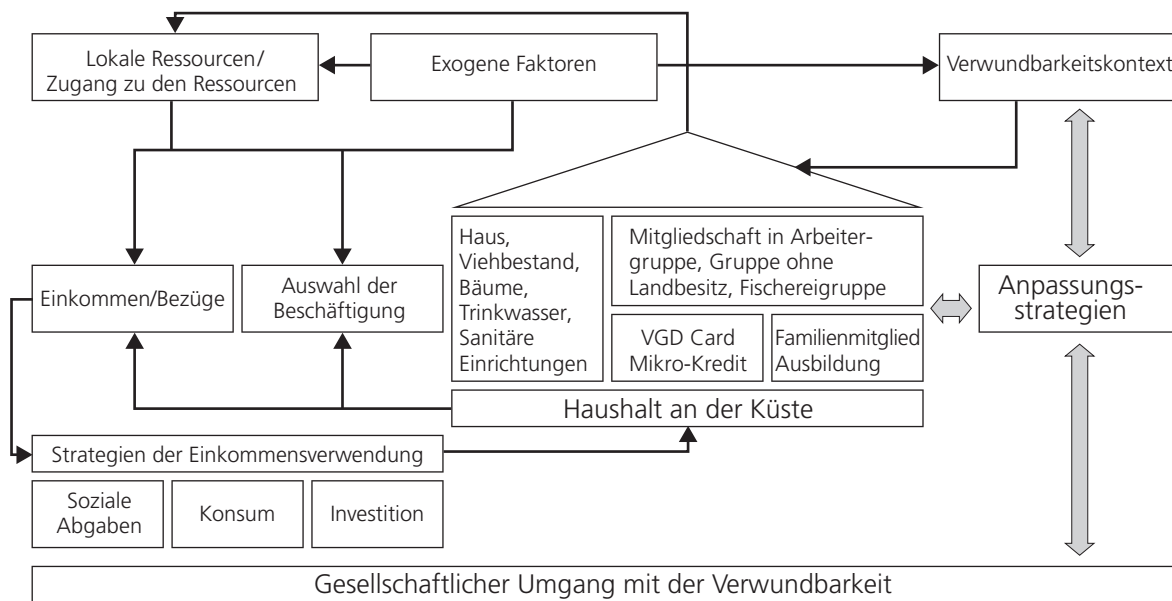 Lokale Ressourcen/
Zugang zu den Ressourcen
Exogene Faktoren
Verwundbarkeitskontext
Haus,
Viehbestand,
Bäume,
Trinkwasser,
Sanitäre
Einrichtungen
Mitgliedschaft in Arbeiter-
gruppe, Gruppe ohne
Landbesitz, Fischereigruppe
Einkommen/Bezüge
Auswahl der
Beschäftigung
Anpassungs-
strategien
VGD Card
Mikro-Kredit
Familienmitglied
Ausbildung
Haushalt an der Küste
Strategien der Einkommensverwendung
Soziale
Abgaben
Konsum
Investition
Gesellschaftlicher Umgang mit der Verwundbarkeit